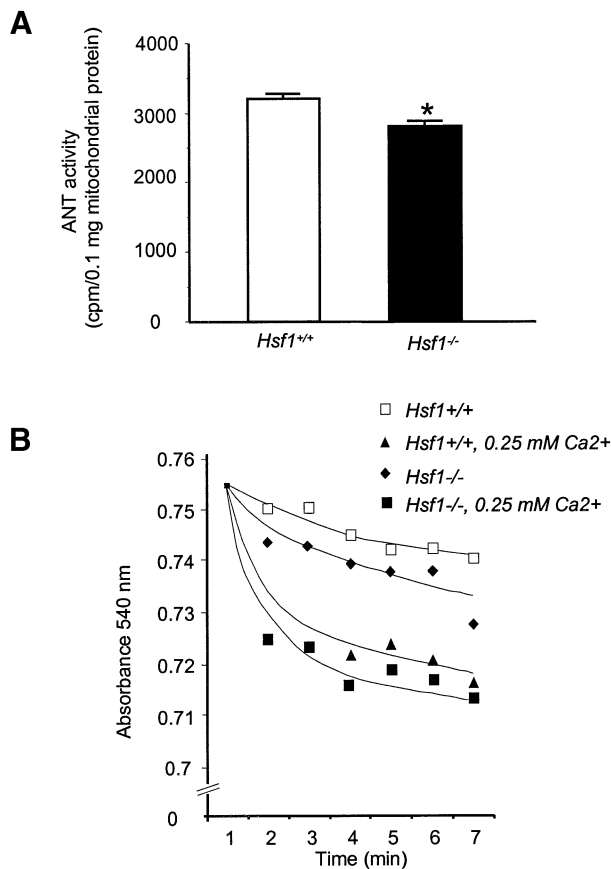 A
ANT activity
(cpm/0.1 mg mitochondrial protein)
4000
3000
2000
1000
0
*
Hsf1+/+
Hsf1-/-
B
Hsf1+/+
Hsf1+/+, 0.25 mM Ca2+
Hsf1-/-
Hsf1-/-, 0.25 mM Ca2+
Absorbance 540 nm
0.76
0.75
0.74
0.73
0.72
0.71
0.7
0
1 2 3 4 5 6 7
Time (min)